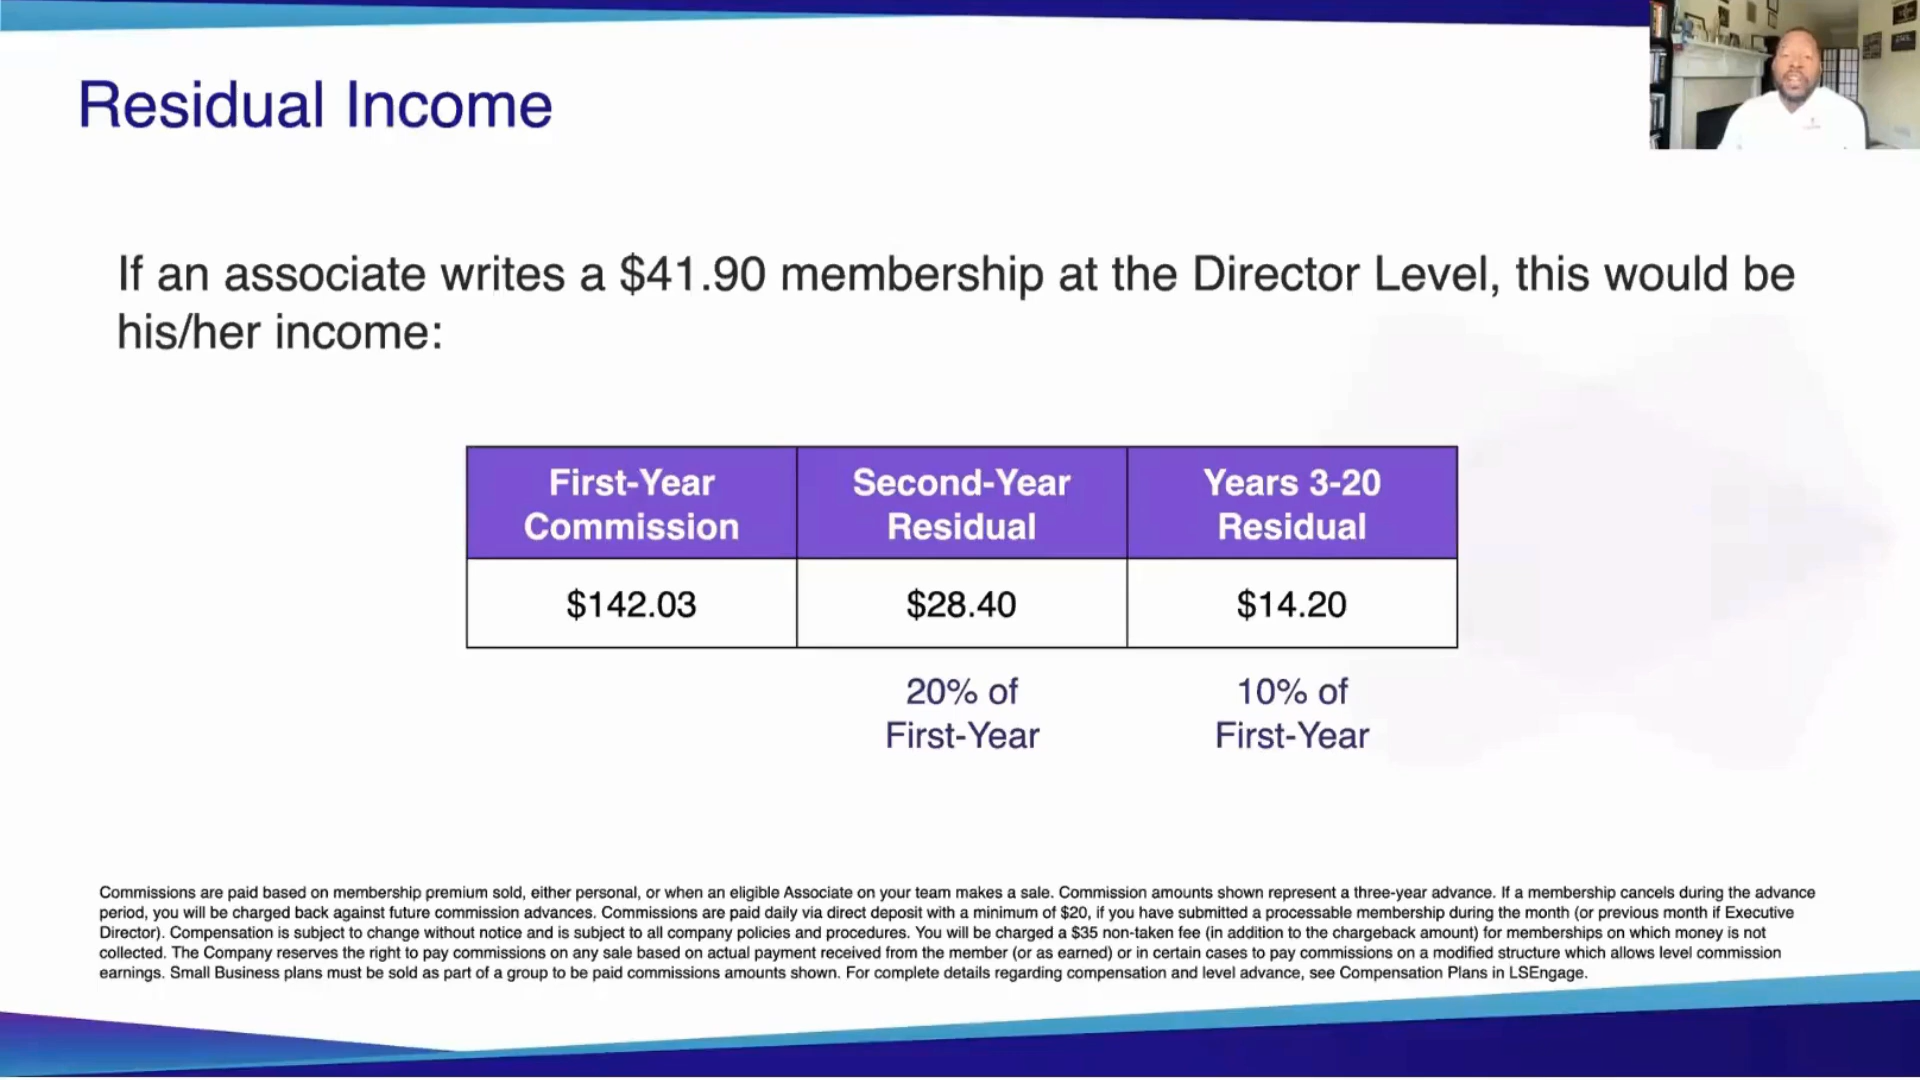 Residual Income
If an associate writes a $41.90 membership at the Director Level, this would be
his/her income:
First-Year
Commission
Second-Year
Residual
Years 3-20
Residual
$142.03
$28.40
$14.20
20% of
First-Year
10% of
First-Year
Commissions are paid based on membership premium sold, either personal, or when an eligible Associate on your team makes a sale. Commission amounts shown represent a three-year advance. If a membership cancels during the advance
period, you will be charged back against future commission advances. Commissions are paid daily via direct deposit with a minimum of $20, if you have submitted a processable membership during the month (or previous month if Executive
Director). Compensation is subject to change without notice and is subject to all company policies and procedures. You will be charged a $35 non-taken fee (in addition to the chargeback amount) for memberships on which money is not
collected. The Company reserves the right to pay commissions on any sale based on actual payment received from the member (or as earned) or in certain cases to pay commissions on a modified structure which allows level commission
earnings. Small Business plans must be sold as part of a group to be paid commissions amounts shown. For complete details regarding compensation and level advance, see Compensation Plans in LSEngage.